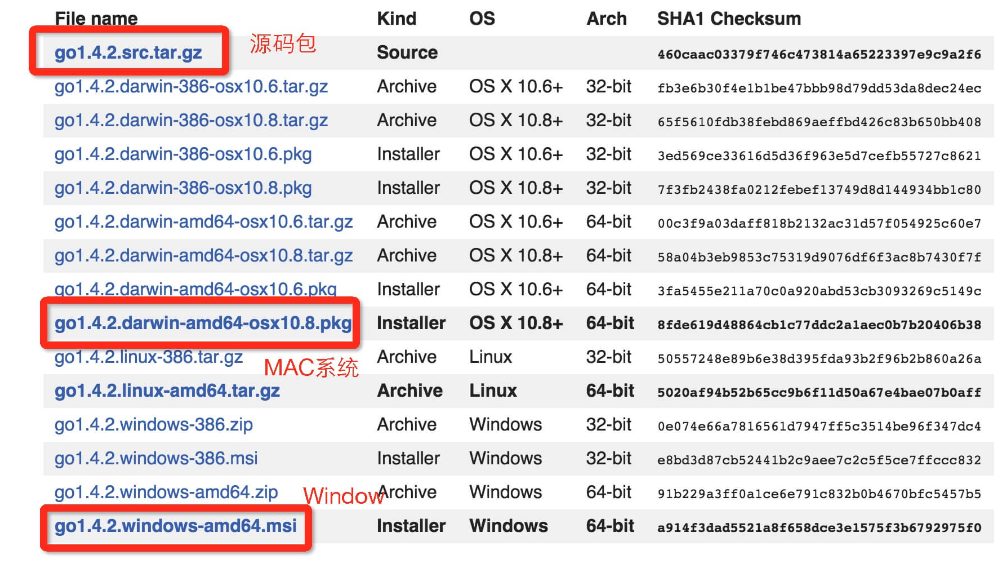 File name Kind OS Arch SHA1 Checksum
go1.4.2.src.tar.gz 源码包 Source 460caac03379f746c473814a65223397e9c9a2f6
go1.4.2.darwin-386-osx10.6.tar.gz Archive OS X 10.6+ 32-bit fb3e6b30f4e1b1be47bbb98d79dd53da8dec24ec
go1.4.2.darwin-386-osx10.8.tar.gz Archive OS X 10.8+ 32-bit 65f5610fdb38febd869aeffbd426c83b650bb408
go1.4.2.darwin-386-osx10.6.pkg Installer OS X 10.6+ 32-bit 3ed569ce33616d5d36f963e5d7cefb55727c8621
go1.4.2.darwin-386-osx10.8.pkg Installer OS X 10.8+ 32-bit 7f3fb2438fa0212febef13749d8d144934bb1c80
go1.4.2.darwin-amd64-osx10.6.tar.gz Archive OS X 10.6+ 64-bit 00c3f9a03daff818b2132ac31d57f054925c60e7
go1.4.2.darwin-amd64-osx10.8.tar.gz Archive OS X 10.8+ 64-bit 58a04b3eb9853c75319d9076df6f3ac8b7430f7f
go1.4.2.darwin-amd64-osx10.6.pkg Installer OS X 10.6+ 64-bit 3fa5455e211a70c0a920abd53cb3093269c5149c
go1.4.2.darwin-amd64-osx10.8.pkg Installer OS X 10.8+ 64-bit 8fde619d48864cb1c77ddc2a1aec0b7b20406b38
go1.4.2.linux-386.tar.gz Archive Linux 32-bit 50557248e89b6e38d395fda93b2f96b2b860a26a
MAC系统
go1.4.2.linux-amd64.tar.gz Archive Linux 64-bit 5020af94b52b65cc9b6f11d50a67e4bae07b0aff
go1.4.2.windows-386.zip Archive Windows 32-bit 0e074e66a7816561d7947ff5c3514be96f347dc4
go1.4.2.windows-386.msi Installer Windows 32-bit e8bd3d87cb52441b2c9aee7c2c5f5ce7ffccc832
go1.4.2.windows-amd64.zip Archive Windows 64-bit 91b229a3ff0a1ce6e791c832b0b4670bfc5457b5
Window
go1.4.2.windows-amd64.msi Installer Windows 64-bit a914f3dad5521a8f658dce3e1575f3b6792975f0